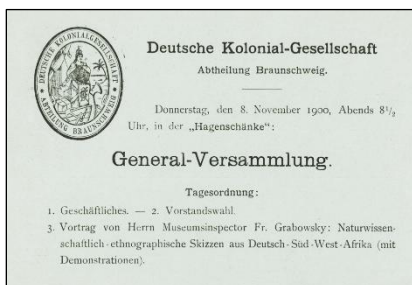 DEUTSCHE KOLONIALGESELLSCHAFT
ABTHEILUNG BRAUNSCHWEIG
Deutsche Kolonial-Gesellschaft
Abtheilung Braunschweig.
Donnerstag, den 8. November 1900, Abends 8½
Uhr, in der „Hagenschänke“:
General-Versammlung.
Tagesordnung:
1. Geschäftliches. — 2. Vorstandswahl.
3. Vortrag von Herrn Museumsinspector Fr. Grabowsky: Naturwissen-
schaftlich-ethnographische Skizzen aus Deutsch-Süd-West-Afrika (mit
Demonstrationen).